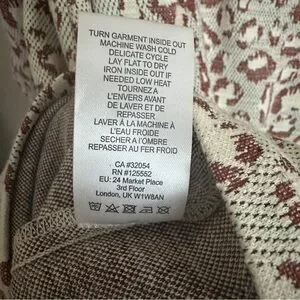 TURN GARMENT INSIDE OUT
MACHINE WASH COLD
DELICATE CYCLE
LAY FLAT TO DRY
IRON INSIDE OUT IF
NEEDED LOW HEAT
TOURNEZ À
L'ENVERS AVANT
DE LAVER ET DE
REPASSER
LAVER À LA MACHINE À
L'EAU FROIDE
SECHER A L'OMBRE
REPASSER AU FER FROID
CA #32054
RN #125552
EU: 24 Market Place
3rd Floor
London, UK W1W8AN